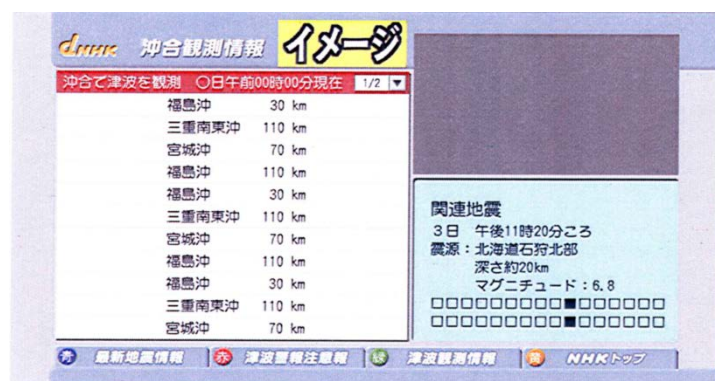 dNHK 沖合観測情報 イメージ
沖合で津波を観測 〇日午前00時00分現在 1/2 ▼
福島沖 30 km
三重南東沖 110 km
宮城沖 70 km
福島沖 110 km
福島沖 30 km
三重南東沖 110 km
宮城沖 70 km
福島沖 110 km
福島沖 30 km
三重南東沖 110 km
宮城沖 70 km
関連地震
3日 午後11時20分ごろ
震源:北海道石狩北部
深さ約20km
マグニチュード:6.8
□□□□□□□□□■□□□□□□
□□□□□□□□□■□□□□□□
青 最新地震情報 赤 津波警報注意報 緑 津波観測情報 黄 NHKトップ